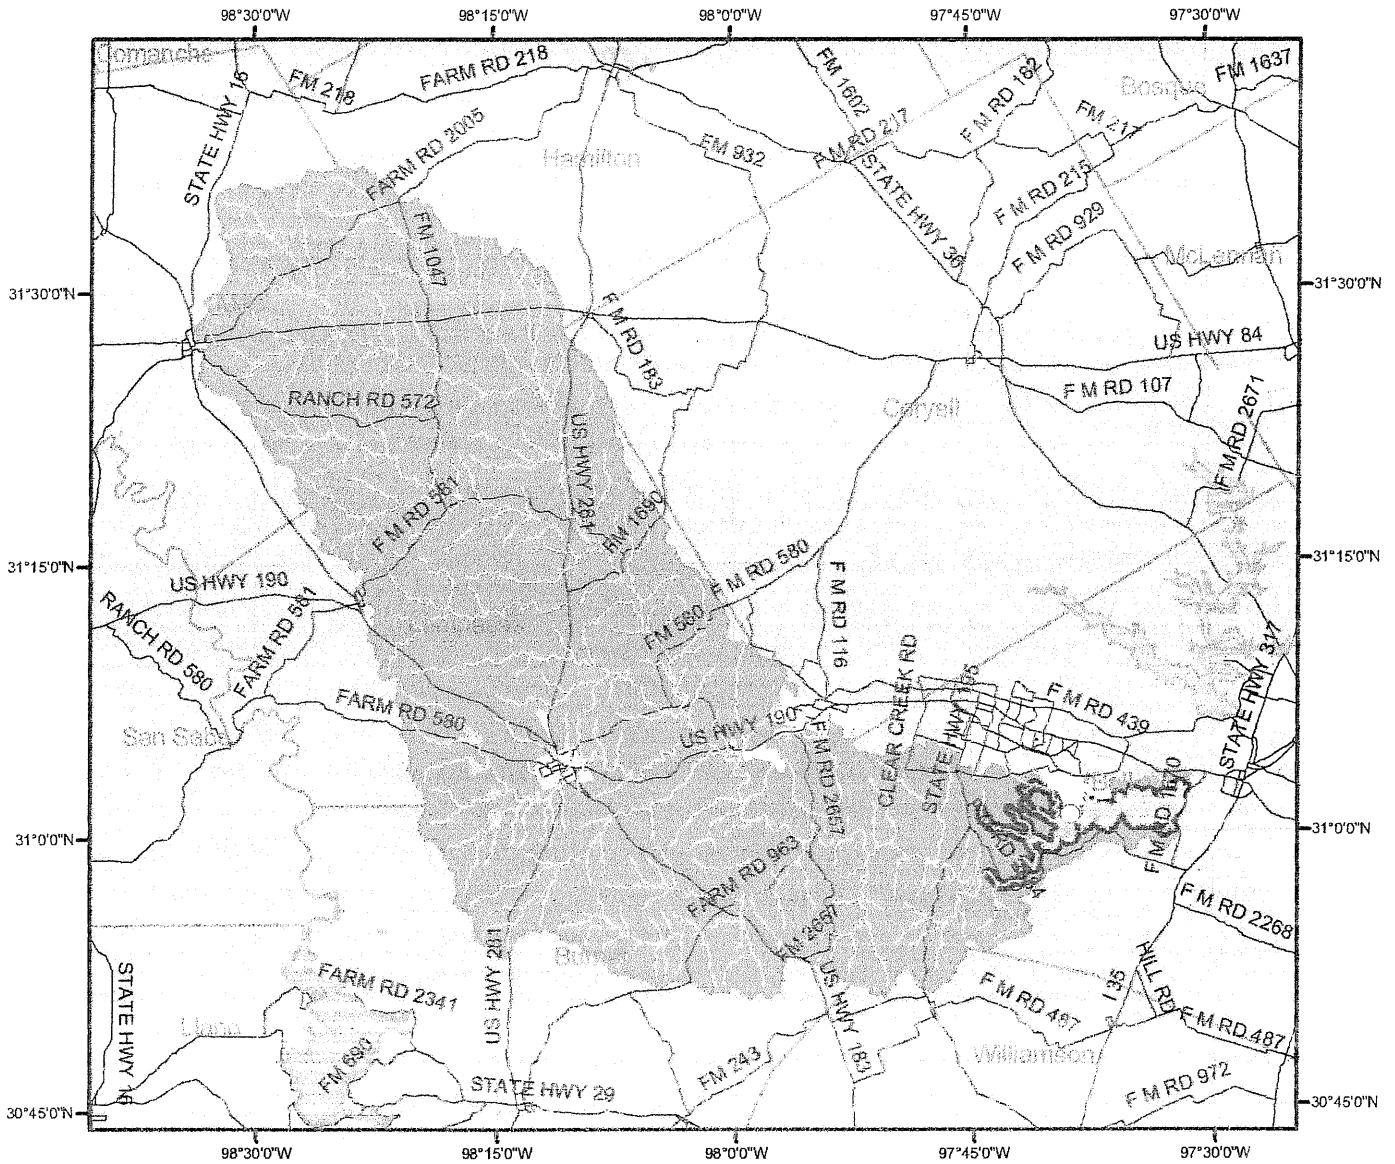 98°30'0"W
98°15'0"W
98°0'0"W
97°45'0"W
97°30'0"W
Comanche
STATE HWY 16
FM 218
FARM RD 218
FM 1602
F M RD 182
Bosque
FM 1637
FM 217
F M RD 217
FARM RD 2005
Hamilton
FM 932
STATE HWY 36
F M RD 215
F M RD 929
McLennan
FM 1047
31°30'0"N
31°30'0"N
F M RD 183
US HWY 84
RANCH RD 572
F M RD 107
Coryell
F M RD 2671
US HWY 281
F M RD 581
RM 1690
31°15'0"N
31°15'0"N
US HWY 190
F M RD 580
F M RD 116
RANCH RD 580
FARM RD 581
Lampasas
FM 580
CLEAR CREEK RD
STATE HWY 195
STATE HWY 317
FARM RD 580
US HWY 190
F M RD 439
San Saba
F M RD 2657
F M RD 1670
31°0'0"N
31°0'0"N
FARM RD 963
F M RD 2268
FM 2657
Burnet
STATE HWY 16
FARM RD 2341
US HWY 281
US HWY 183
F M RD 487
I 35
HILL RD
F M RD 487
Llano
FM 690
FM 243
Williamson
STATE HWY 29
F M RD 972
30°45'0"N
30°45'0"N
98°30'0"W
98°15'0"W
98°0'0"W
97°45'0"W
97°30'0"W